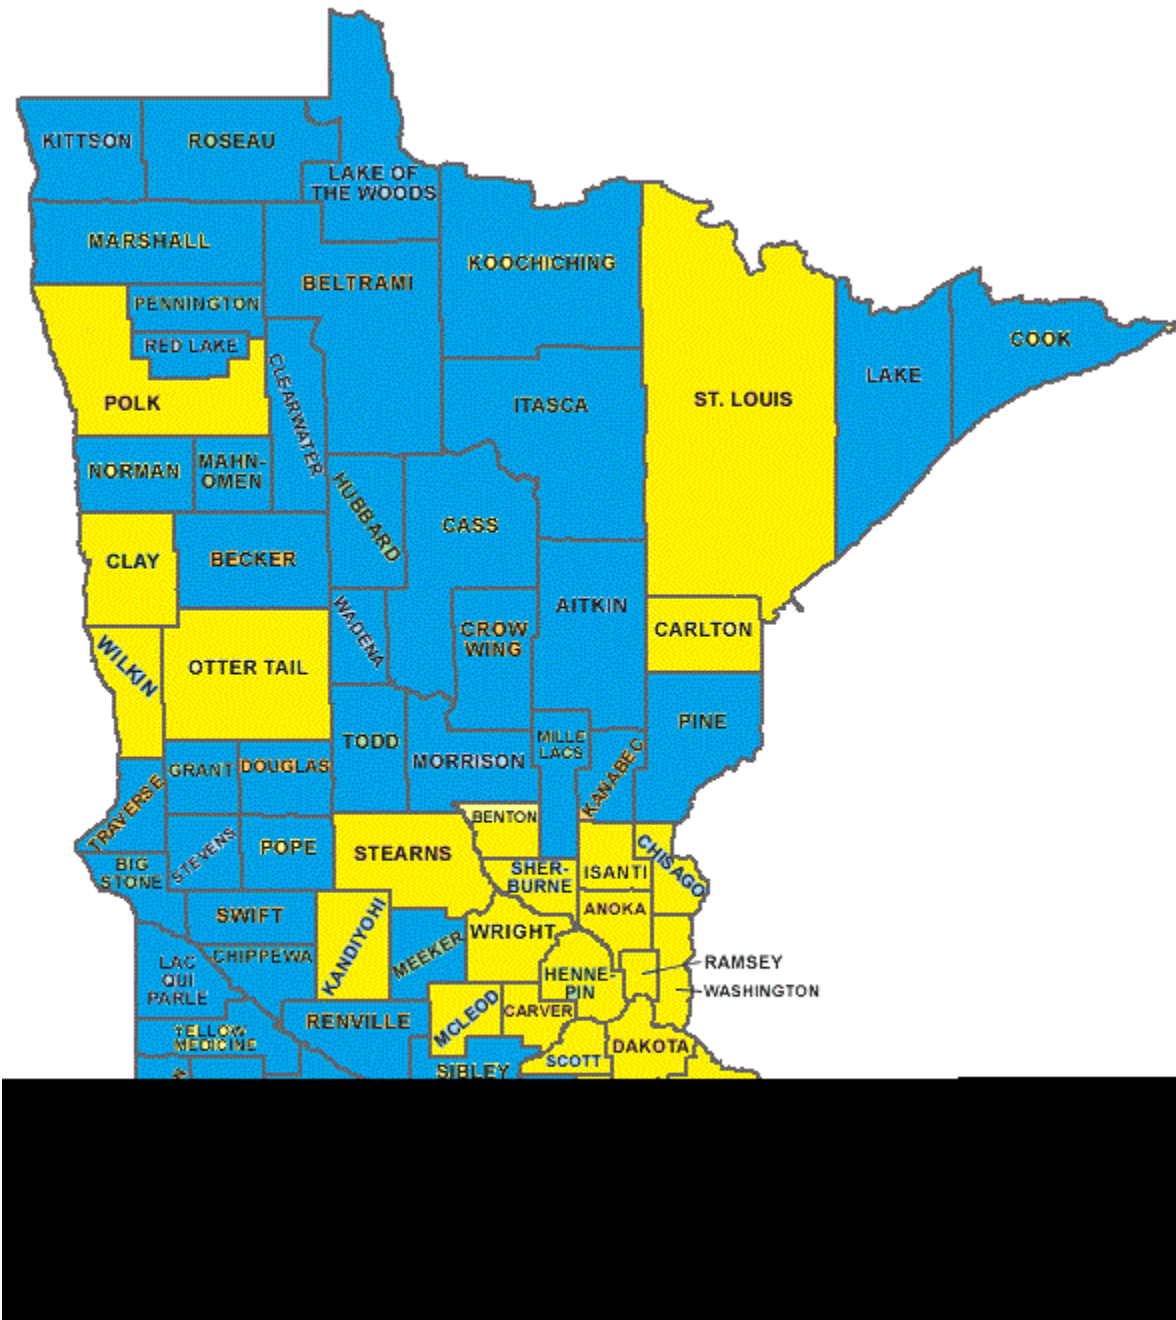 KITTSON
ROSEAU
LAKE OF
THE WOODS
MARSHALL
BELTRAMI
KOOCHICHING
PENNINGTON
RED LAKE
COOK
CLEARWATER
LAKE
POLK
ITASCA
ST. LOUIS
NORMAN
MAHN-
OMEN
HUBBARD
CASS
CLAY
BECKER
AITKIN
WADENA
CROW
WING
CARLTON
WILKIN
OTTER TAIL
PINE
TODD
MILLE
LACS
MORRISON
KANABEC
GRANT
DOUGLAS
TRAVERSE
BENTON
STEVENS
POPE
STEARNS
CHISAGO
BIG
STONE
SHER-
BURNE
ISANTI
SWIFT
KANDIYOHI
ANOKA
WRIGHT
MEEKER
CHIPPEWA
LAC
QUI
PARLE
HENNE-
PIN
RAMSEY
WASHINGTON
MCLEOD
CARVER
RENVILLE
YELLOW
MEDICINE
DAKOTA
SCOTT
SIBLEY